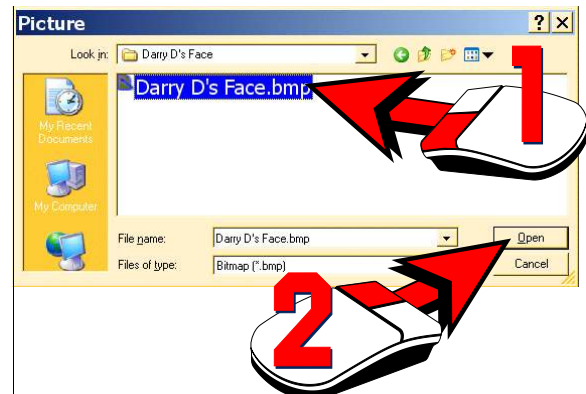 Picture
Look in: Darry D's Face
Darry D's Face.bmp
1
My Recent
Documents
My Computer
File name: Darry D's Face.bmp Open
Files of type: Bitmap (*.bmp) Cancel
2